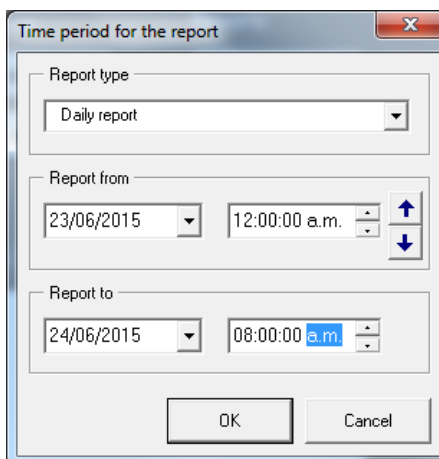 Time period for the report
Report type
Daily report
Report from
23/06/2015 12:00:00 a.m.
Report to
24/06/2015 08:00:00 a.m.
OK Cancel